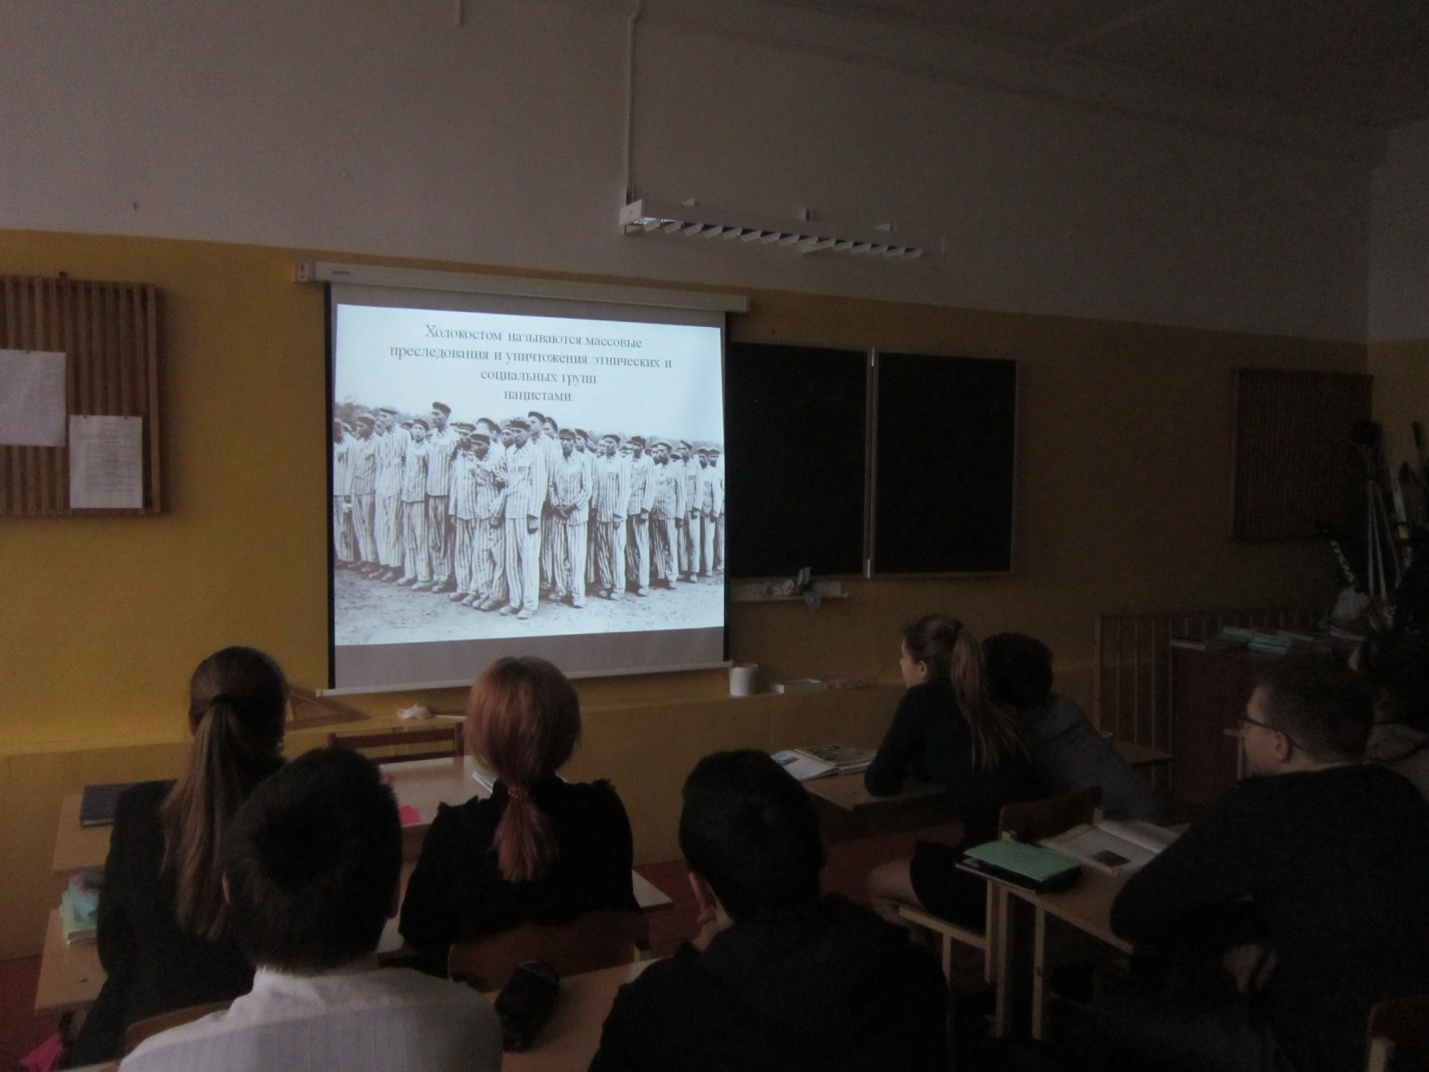 Холокостом называются массовые
преследования и уничтожения этнических и
социальных групп
нацистами.